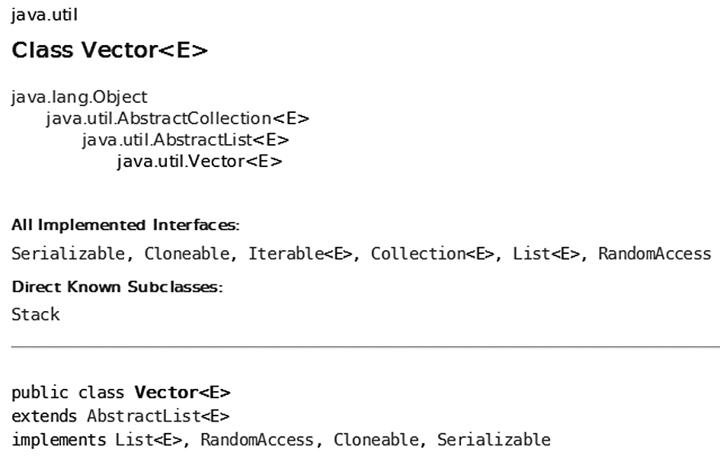 java.util
Class Vector<E>
java.lang.Object
java.util.AbstractCollection<E>
java.util.AbstractList<E>
java.util.Vector<E>
All Implemented Interfaces:
Serializable, Cloneable, Iterable<E>, Collection<E>, List<E>, RandomAccess
Direct Known Subclasses:
Stack
public class Vector<E>
extends AbstractList<E>
implements List<E>, RandomAccess, Cloneable, Serializable